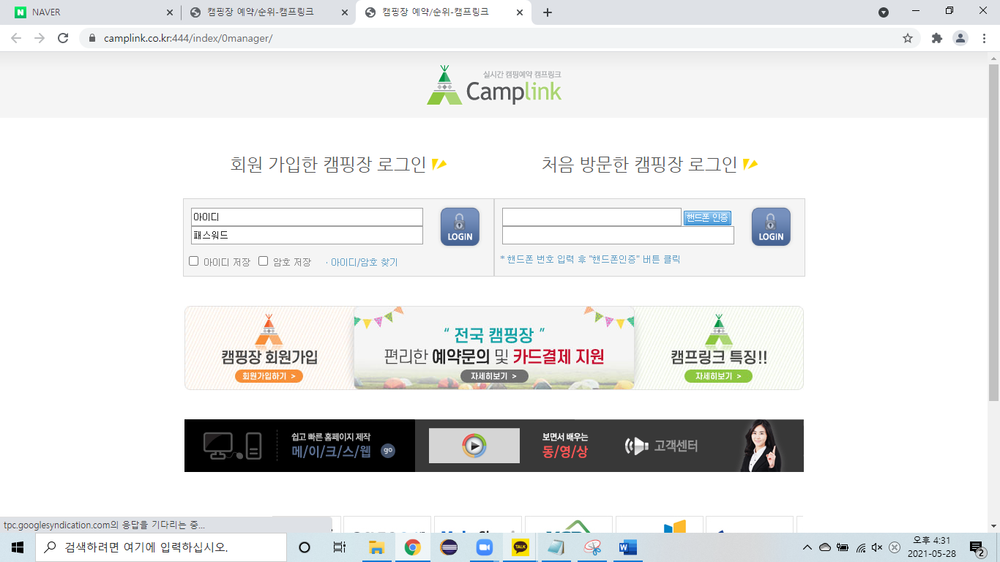 NAVER
캠핑장 예약/순위-캠프링크
캠핑장 예약/순위-캠프링크
camplink.co.kr:444/index/0manager/
실시간 캠핑예약 캠프링크
Camplink
회원 가입한 캠핑장 로그인
처음 방문한 캠핑장 로그인
아이디
패스워드
LOGIN
아이디 저장
암호 저장
· 아이디/암호 찾기
핸드폰 인증
LOGIN
* 핸드폰 번호 입력 후 "핸드폰인증" 버튼 클릭
캠핑장 회원가입
회원가입하기 >
“ 전국 캠핑장 ”
편리한 예약문의 및 카드결제 지원
자세히보기 >
캠프링크 특징!!
자세히보기 >
쉽고 빠른 홈페이지 제작
메/이/크/스/웹
go
보면서 배우는
동/영/상
고객센터
tpc.googlesyndication.com의 응답을 기다리는 중...
검색하려면 여기에 입력하십시오.
TALK
오후 4:31
2021-05-28
2